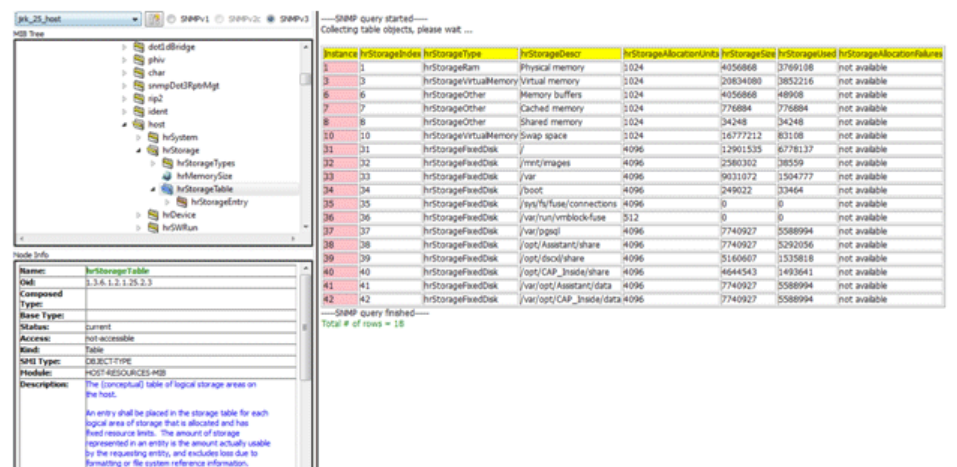 jrk_25_host SNMPv1 SNMPv2c SNMPv3
MIB Tree
dot1dBridge
phiv
char
snmpDot3RptrMgt
rip2
ident
host
hrSystem
hrStorage
hrStorageTypes
hrMemorySize
hrStorageTable
hrStorageEntry
hrDevice
hrSWRun
Node Info
Name: hrStorageTable
Oid: 1.3.6.1.2.1.25.2.3
Composed Type:
Base Type:
Status: current
Access: not-accessible
Kind: Table
SMI Type: OBJECT-TYPE
Module: HOST-RESOURCES-MIB
Description: The (conceptual) table of logical storage areas on
the host.
An entry shall be placed in the storage table for each
logical area of storage that is allocated and has
fixed resource limits. The amount of storage
represented in an entity is the amount actually usable
by the requesting entity, and excludes loss due to
formatting or file system reference information.
-----SNMP query started-----
Collecting table objects, please wait ...
Instance hrStorageIndex hrStorageType hrStorageDescr hrStorageAllocationUnits hrStorageSize hrStorageUsed hrStorageAllocationFailures
1 1 hrStorageRam Physical memory 1024 4056868 3769108 not available
3 3 hrStorageVirtualMemory Virtual memory 1024 20834080 3852216 not available
6 6 hrStorageOther Memory buffers 1024 4056868 48908 not available
7 7 hrStorageOther Cached memory 1024 776884 776884 not available
8 8 hrStorageOther Shared memory 1024 34248 34248 not available
10 10 hrStorageVirtualMemory Swap space 1024 16777212 83108 not available
31 31 hrStorageFixedDisk / 4096 12901535 6778137 not available
32 32 hrStorageFixedDisk /mnt/images 4096 2580302 38559 not available
33 33 hrStorageFixedDisk /var 4096 9031072 1504777 not available
34 34 hrStorageFixedDisk /boot 4096 249022 33464 not available
35 35 hrStorageFixedDisk /sys/fs/fuse/connections 4096 0 0 not available
36 36 hrStorageFixedDisk /var/run/vmblock-fuse 512 0 0 not available
37 37 hrStorageFixedDisk /var/pgsql 4096 7740927 5588994 not available
38 38 hrStorageFixedDisk /opt/Assistant/share 4096 7740927 5292056 not available
39 39 hrStorageFixedDisk /opt/dscxl/share 4096 5160607 1535818 not available
40 40 hrStorageFixedDisk /opt/CAP_Inside/share 4096 4644543 1493641 not available
41 41 hrStorageFixedDisk /var/opt/Assistant/data 4096 7740927 5588994 not available
42 42 hrStorageFixedDisk /var/opt/CAP_Inside/data 4096 7740927 5588994 not available
-----SNMP query finished-----
Total # of rows = 18